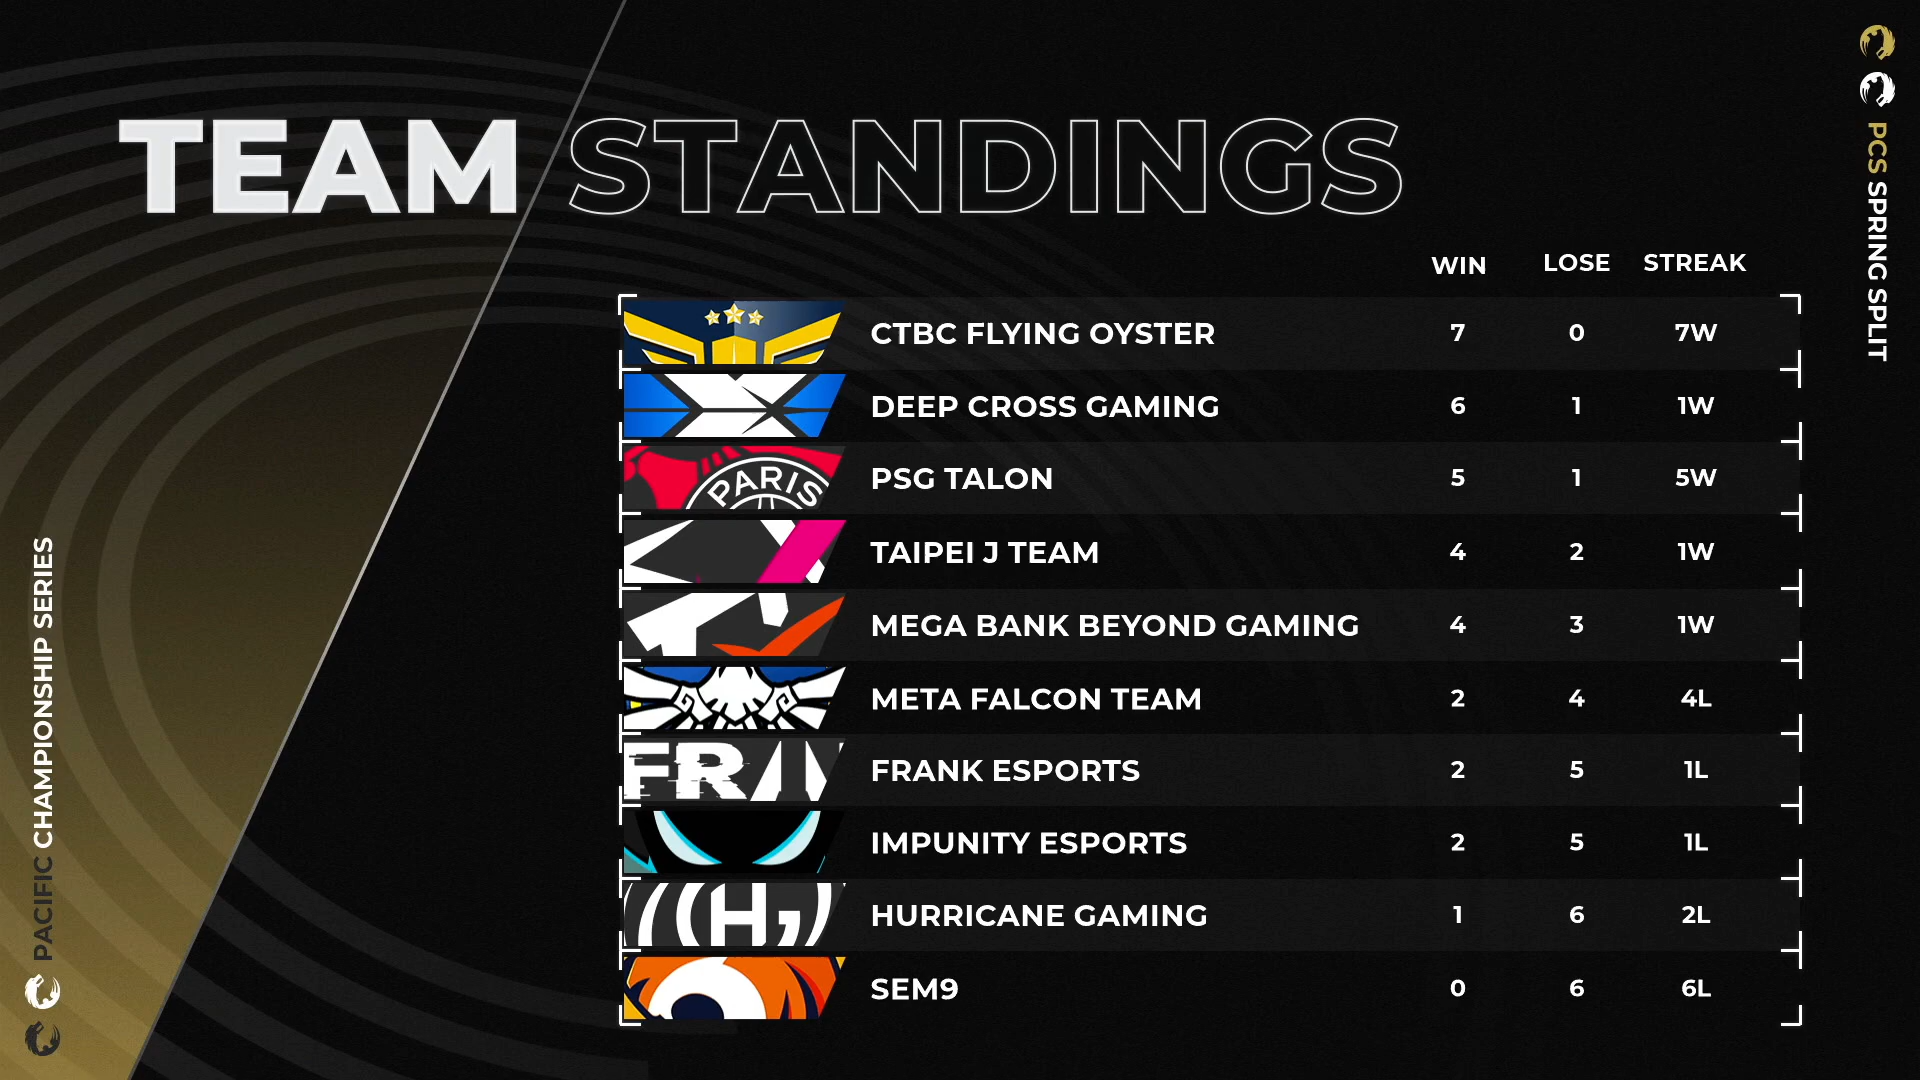 TEAM STANDINGS
WIN LOSE STREAK
CTBC FLYING OYSTER 7 0 7W
DEEP CROSS GAMING 6 1 1W
PARIS
PSG TALON 5 1 5W
TAIPEI J TEAM 4 2 1W
MEGA BANK BEYOND GAMING 4 3 1W
META FALCON TEAM 2 4 4L
FRA
FRANK ESPORTS 2 5 1L
IMPUNITY ESPORTS 2 5 1L
H
HURRICANE GAMING 1 6 2L
SEM9 0 6 6L
PACIFIC CHAMPIONSHIP SERIES
PCS SPRING SPLIT